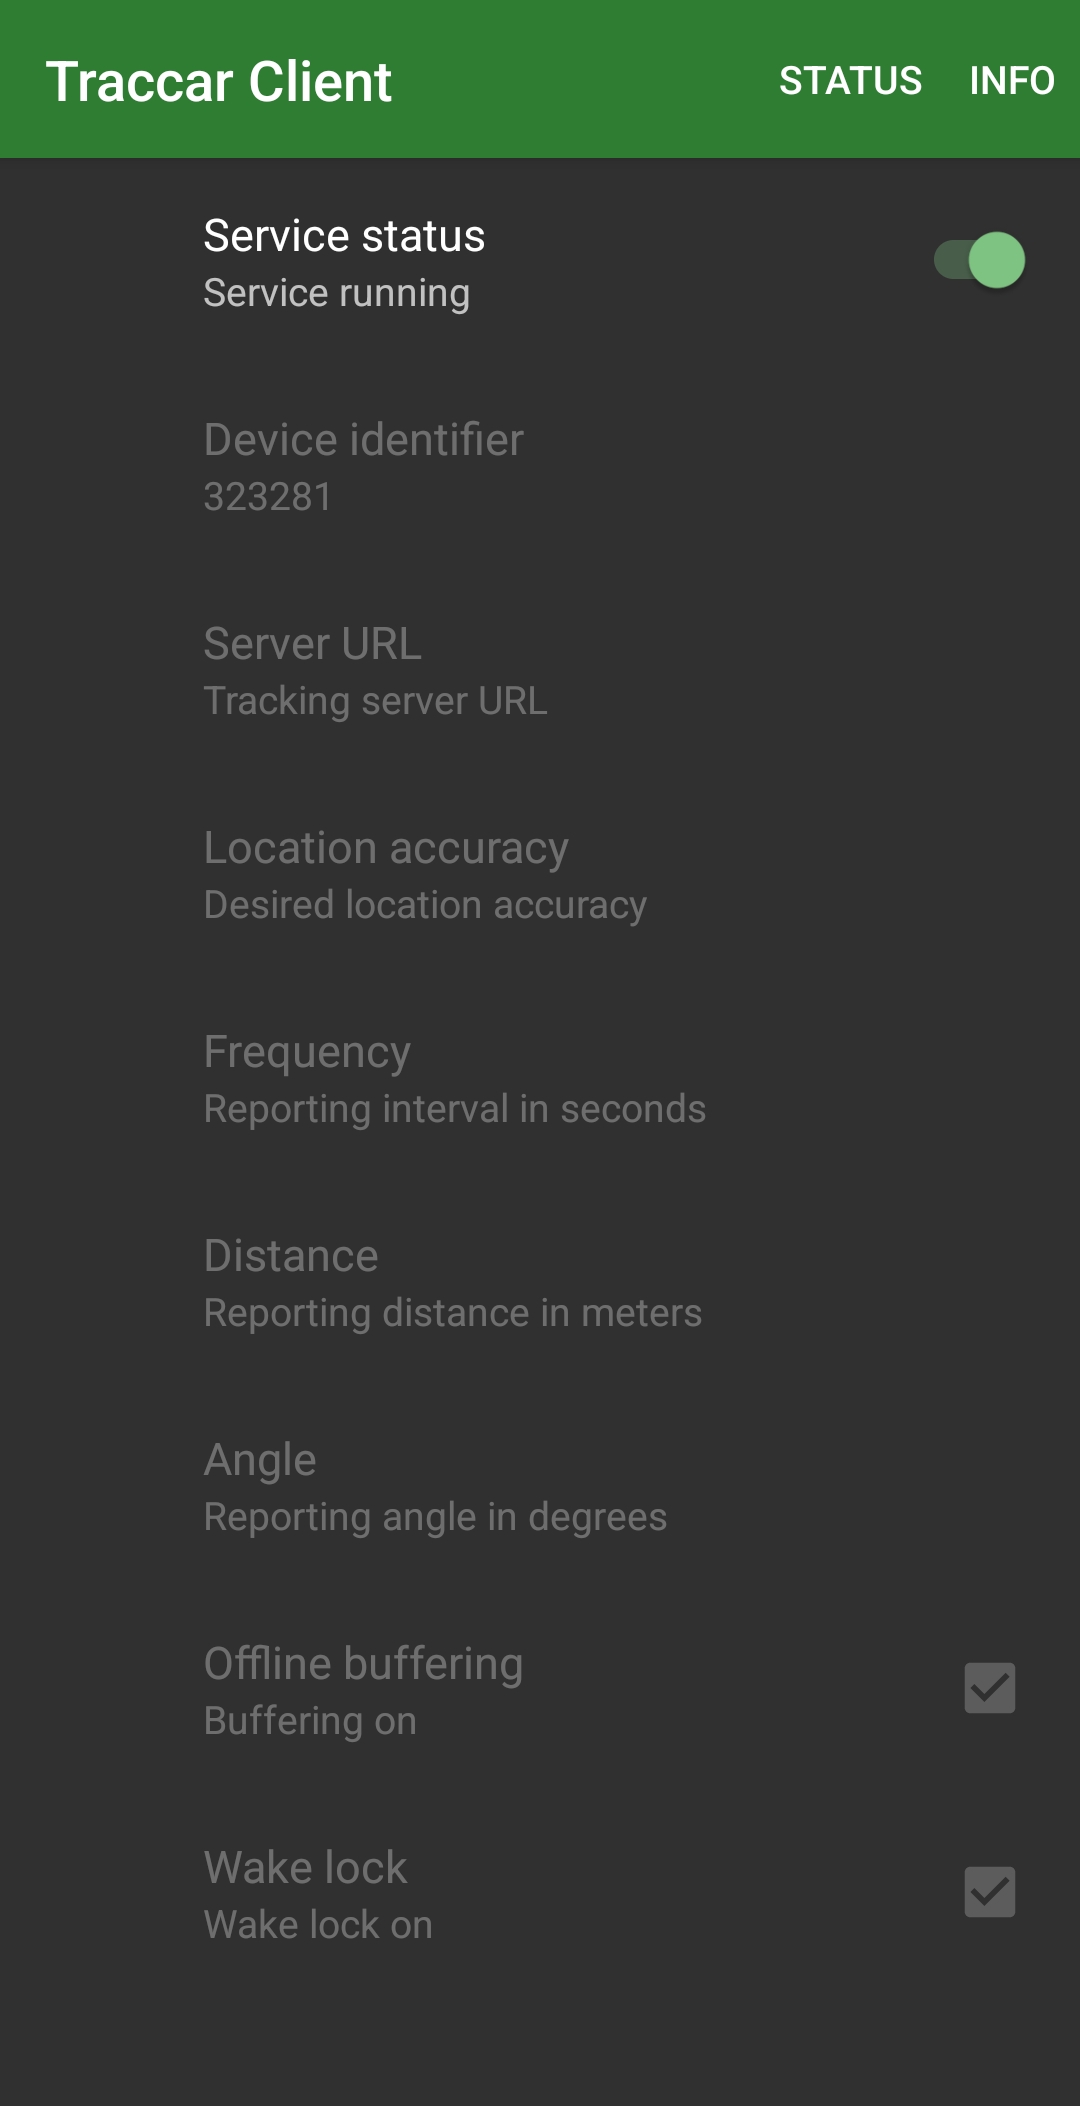 Traccar Client
STATUS
INFO
Service status
Service running
Device identifier
323281
Server URL
Tracking server URL
Location accuracy
Desired location accuracy
Frequency
Reporting interval in seconds
Distance
Reporting distance in meters
Angle
Reporting angle in degrees
Offline buffering
Buffering on
Wake lock
Wake lock on